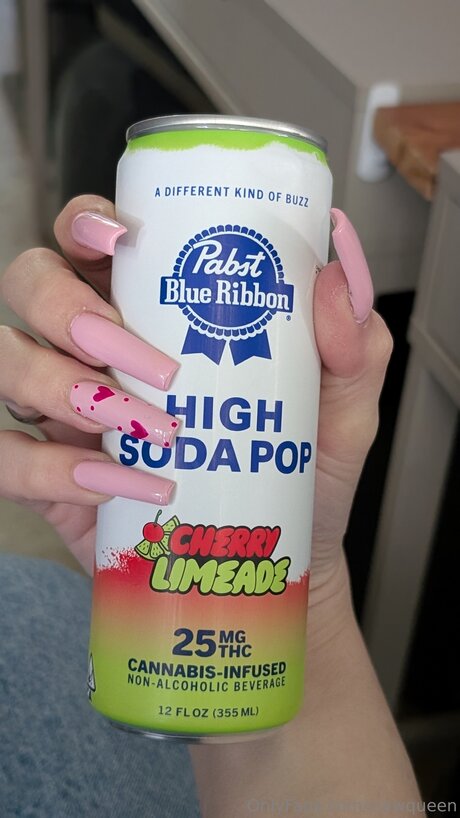 A DIFFERENT KIND OF BUZZ
Pabst
Blue Ribbon®
HIGH
SODA POP
CHERRY
LIMEADE
25 MG
THC
CANNABIS-INFUSED
NON-ALCOHOLIC BEVERAGE
12 FL OZ (355 ML)